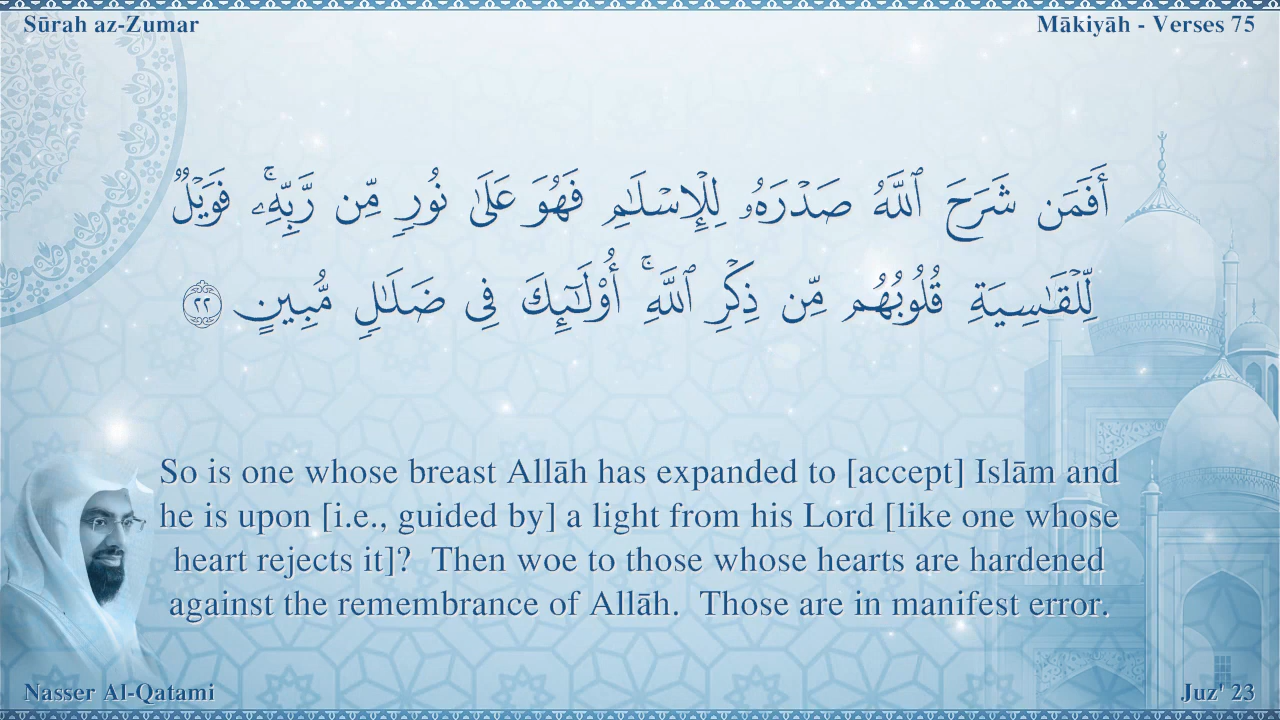 Sūrah az-Zumar
Mākiyāh - Verses 75
أَفَمَن شَرَحَ ٱللَّهُ صَدْرَهُۥ لِلْإِسْلَـٰمِ فَهُوَ عَلَىٰ نُورٍ مِّن رَّبِّهِۦ ۚ فَوَيْلٌ
لِّلْقَـٰسِيَةِ قُلُوبُهُم مِّن ذِكْرِ ٱللَّهِ ۚ أُو۟لَـٰٓئِكَ فِى ضَلَـٰلٍ مُّبِينٍ ٢٢
So is one whose breast Allāh has expanded to [accept] Islām and
he is upon [i.e., guided by] a light from his Lord [like one whose
heart rejects it]?  Then woe to those whose hearts are hardened
against the remembrance of Allāh.  Those are in manifest error.
Nasser Al-Qatami
Juz' 23